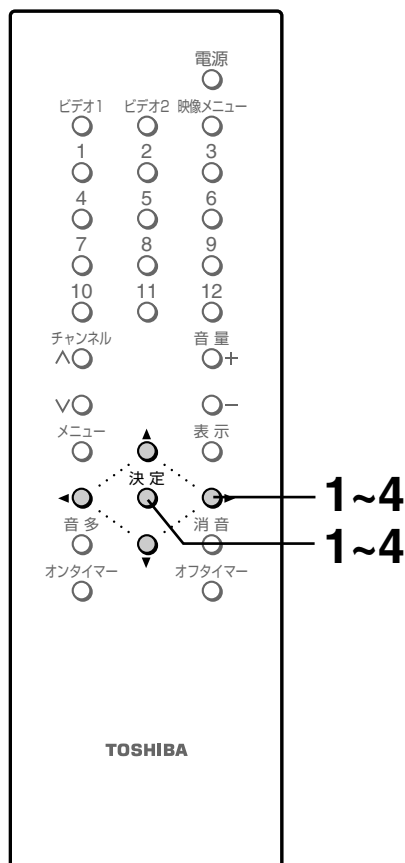 電源
ビデオ1 ビデオ2 映像メニュー
1 2 3
4 5 6
7 8 9
10 11 12
チャンネル 音量
∧ +
∨ −
メニュー ▲ 表示
決定
◀ ▶ 1~4
音多 消音 1~4
▼
オンタイマー オフタイマー
TOSHIBA